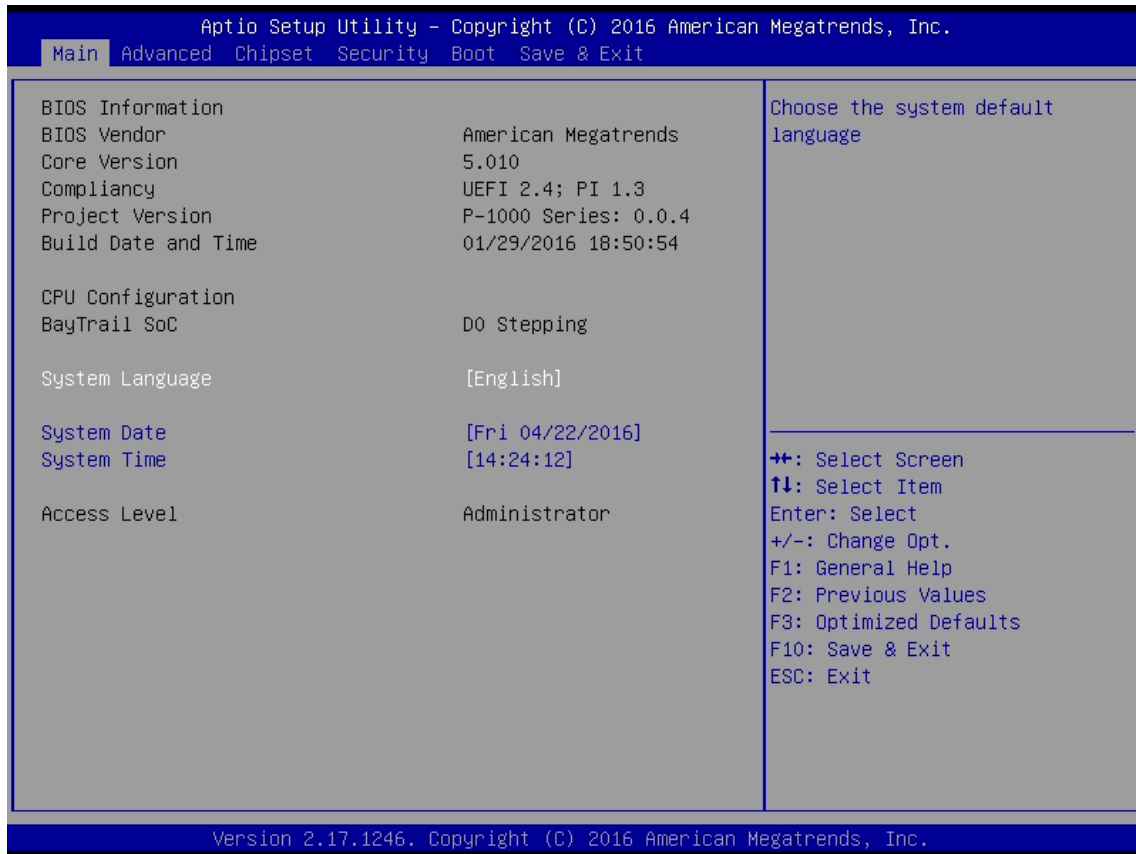 Aptio Setup Utility – Copyright (C) 2016 American Megatrends, Inc.
Main Advanced Chipset Security Boot Save & Exit
BIOS Information
BIOS Vendor American Megatrends
Core Version 5.010
Compliancy UEFI 2.4; PI 1.3
Project Version P-1000 Series: 0.0.4
Build Date and Time 01/29/2016 18:50:54
CPU Configuration
BayTrail SoC D0 Stepping
System Language [English]
System Date [Fri 04/22/2016]
System Time [14:24:12]
Access Level Administrator
Choose the system default
language
→←: Select Screen
↑↓: Select Item
Enter: Select
+/-: Change Opt.
F1: General Help
F2: Previous Values
F3: Optimized Defaults
F10: Save & Exit
ESC: Exit
Version 2.17.1246. Copyright (C) 2016 American Megatrends, Inc.